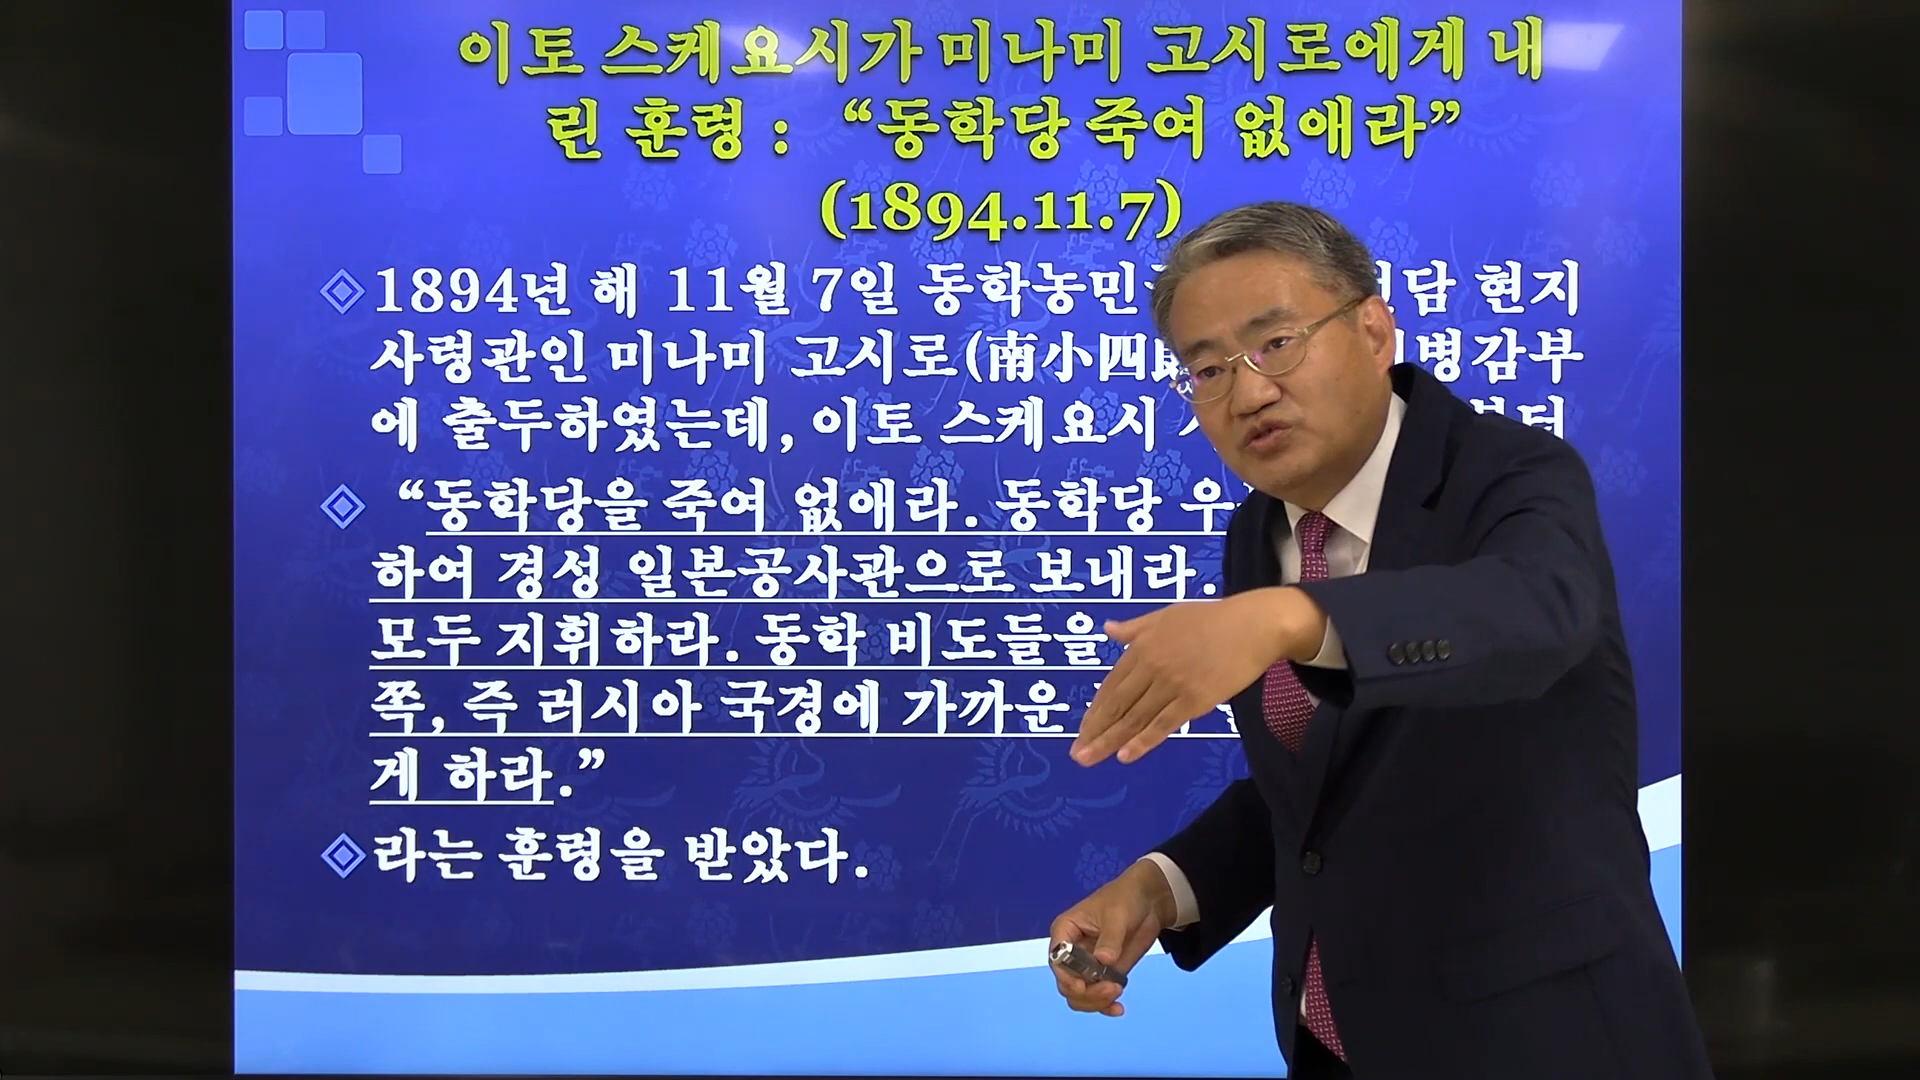 이토 스케요시가 미나미 고시로에게 내
린 훈령 : “동학당 죽여 없애라”
(1894.11.7)
1894년 해 11월 7일 현지
사령관인 미나미 고시로(南小四
에 출두하였는데, 이토 스케요시
“동학당을 죽여 없애라. 동학당
하여 경성 일본공사관으로 보내라.
모두 지휘하라. 동학 비도들을
쪽, 즉 러시아 국경에 가까운
게 하라.”
라는 훈령을 받았다.